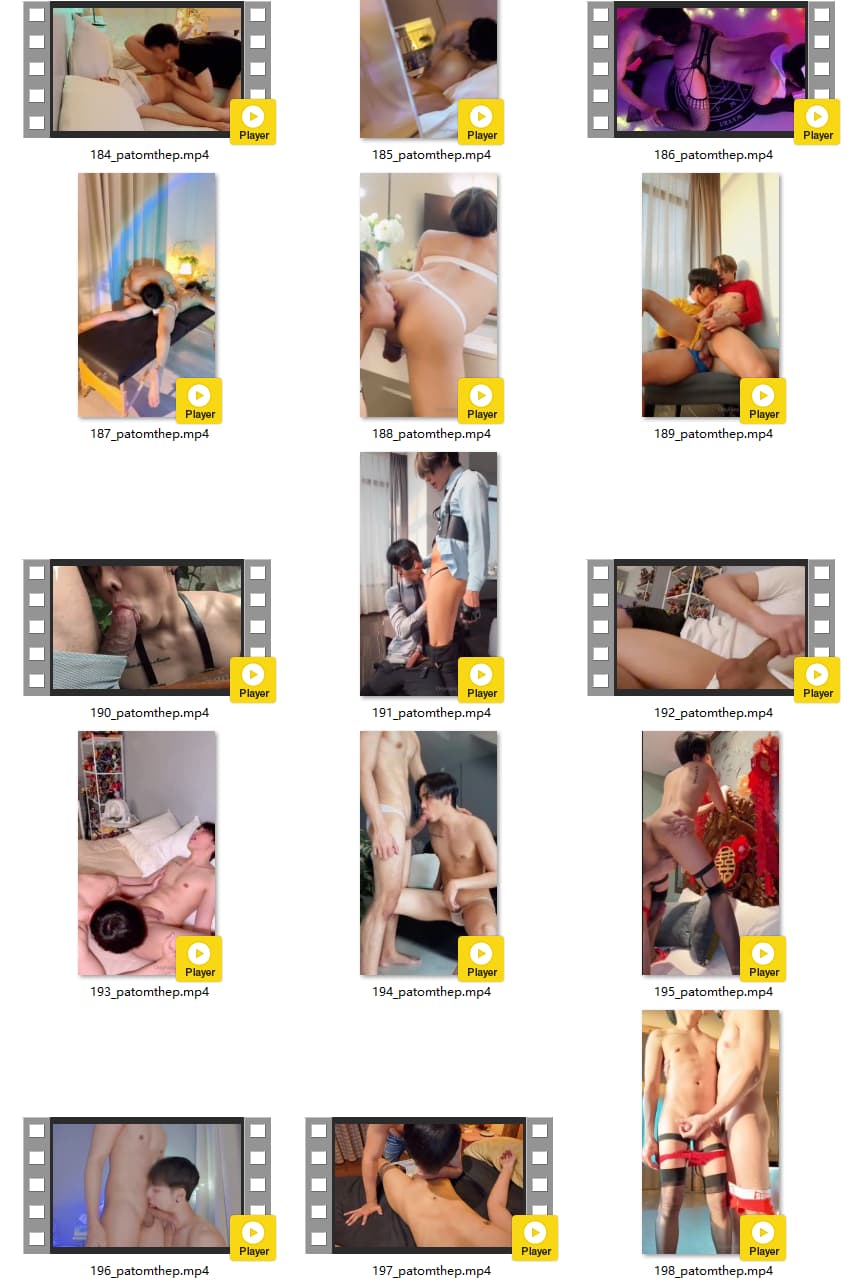 Player
Player
Player
184_patomthep.mp4
185_patomthep.mp4
186_patomthep.mp4
Player
Player
Player
187_patomthep.mp4
188_patomthep.mp4
189_patomthep.mp4
Player
Player
Player
190_patomthep.mp4
191_patomthep.mp4
192_patomthep.mp4
Player
Player
Player
193_patomthep.mp4
194_patomthep.mp4
195_patomthep.mp4
Player
Player
Player
196_patomthep.mp4
197_patomthep.mp4
198_patomthep.mp4